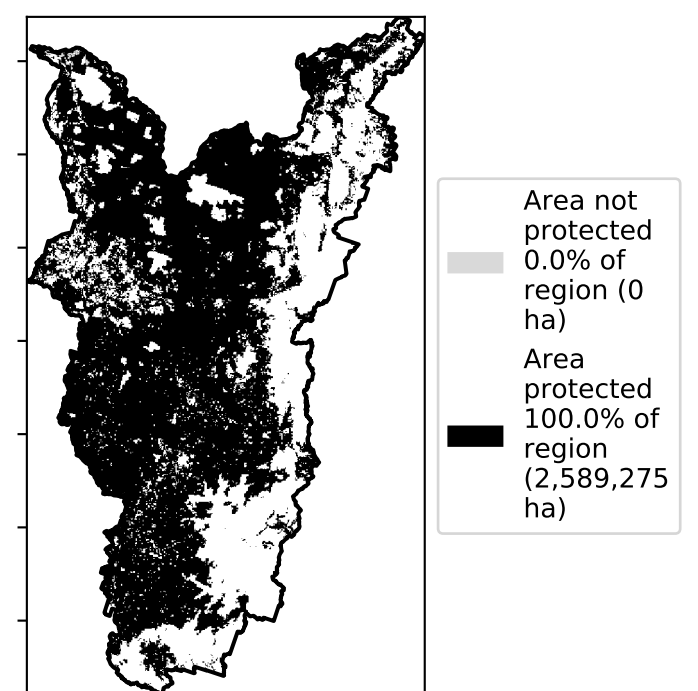 Area not
protected
0.0% of
region (0
ha)
Area
protected
100.0% of
region
(2,589,275
ha)